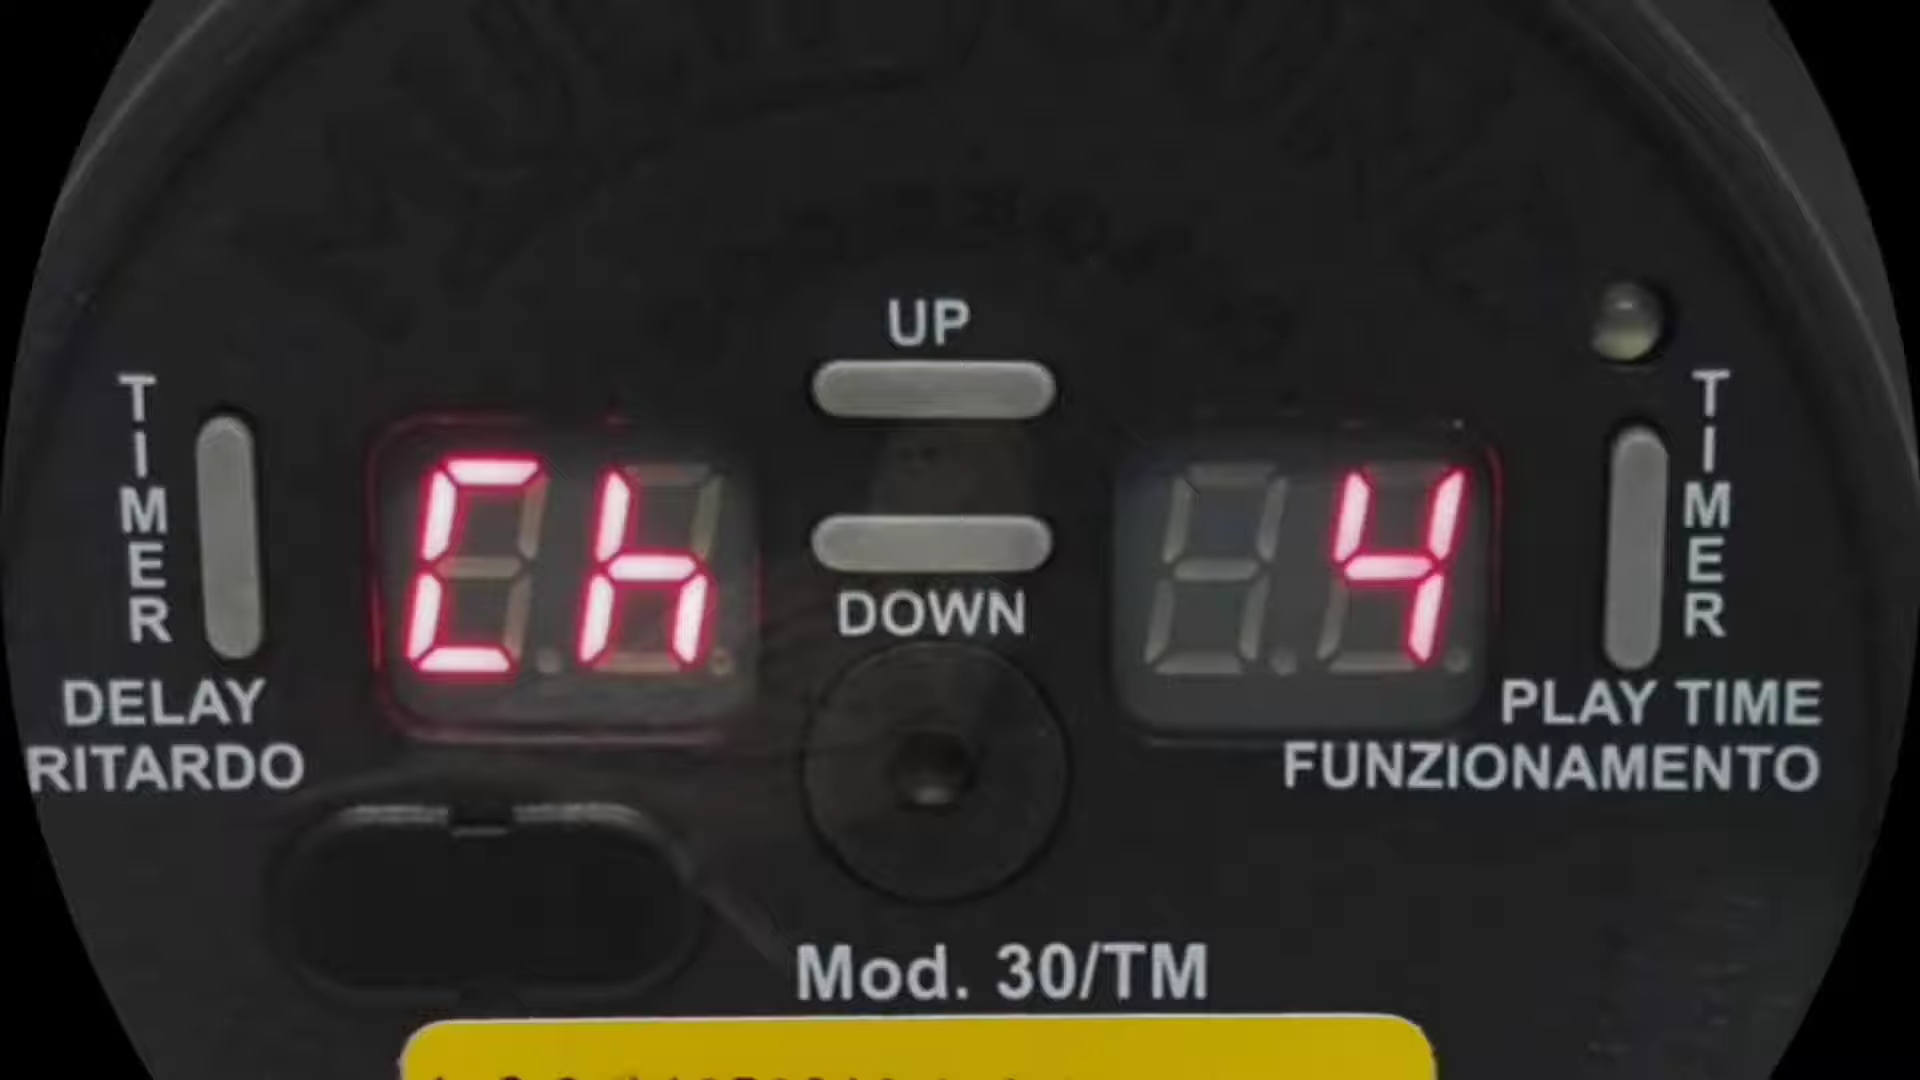 UP
TIMER
Ch
4
TIMER
DOWN
DELAY
RITARDO
PLAY TIME
FUNZIONAMENTO
Mod. 30/TM